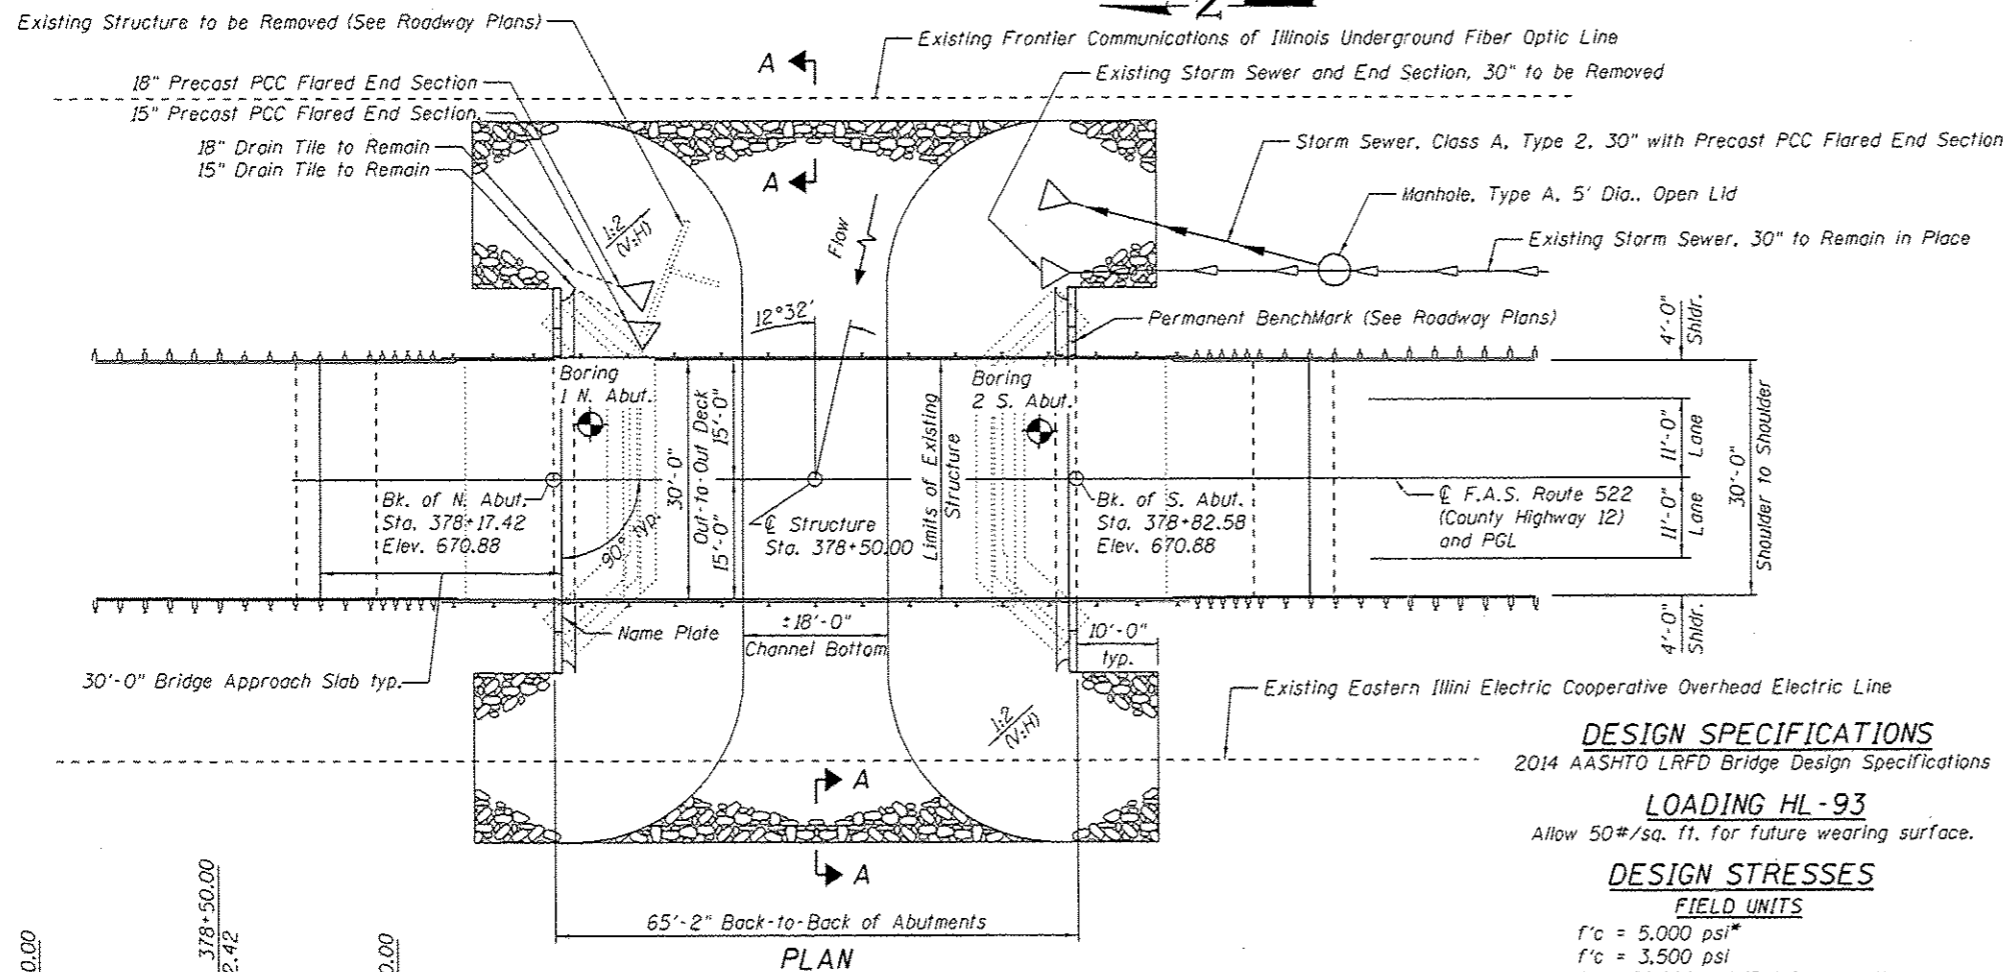 Z
Existing Structure to be Removed (See Roadway Plans)
Existing Frontier Communications of Illinois Underground Fiber Optic Line
A
Existing Storm Sewer and End Section, 30" to be Removed
18" Precast PCC Flared End Section
15" Precast PCC Flared End Section
18" Drain Tile to Remain
15" Drain Tile to Remain
Storm Sewer, Class A, Type 2, 30" with Precast PCC Flared End Section
A
Manhole, Type A, 5' Dia., Open Lid
1:2
(V:H)
Flow
Existing Storm Sewer, 30" to Remain in Place
12°32'
Permanent BenchMark (See Roadway Plans)
4'-0"
Shldr.
Boring
1 N. Abut.
Boring
2 S. Abut.
30'-0"
Out-to-Out Deck
15'-0"
15'-0"
Limits of Existing
Structure
11'-0"
Lane
11'-0"
Lane
30'-0"
Shoulder to Shoulder
Bk. of N. Abut.
Sta. 378+17.42
Elev. 670.88
90° typ.
℄ Structure
Sta. 378+50.00
Bk. of S. Abut.
Sta. 378+82.58
Elev. 670.88
℄ F.A.S. Route 522
(County Highway 12)
and PGL
4'-0"
Shldr.
Name Plate
±18'-0"
Channel Bottom
10'-0"
typ.
30'-0" Bridge Approach Slab typ.
Existing Eastern Illini Electric Cooperative Overhead Electric Line
1:2
(V:H)
DESIGN SPECIFICATIONS
2014 AASHTO LRFD Bridge Design Specifications
A
LOADING HL-93
Allow 50#/sq. ft. for future wearing surface.
A
DESIGN STRESSES
FIELD UNITS
f'c = 5,000 psi*
f'c = 3,500 psi
65'-2" Back-to-Back of Abutments
PLAN
0.00
378+50.00
2.42
0.00